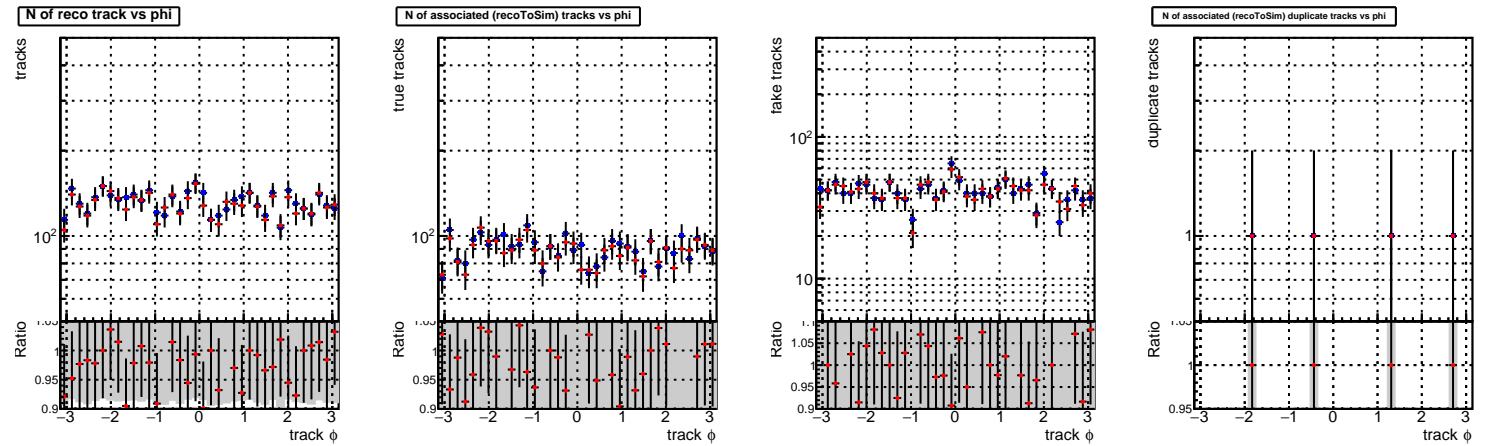 N of reco track vs phi
tracks
10²
Ratio
1.05
1
0.95
0.9
−3 −2 −1 0 1 2 3
track ϕ
N of associated (recoToSim) tracks vs phi
true tracks
10²
Ratio
1.05
1
0.95
0.9
−3 −2 −1 0 1 2 3
track ϕ
fake tracks
10²
10
Ratio
1.1
1.05
1
0.95
0.9
−3 −2 −1 0 1 2 3
track ϕ
N of associated (recoToSim) duplicate tracks vs phi
duplicate tracks
1
Ratio
1.05
1
0.95
−3 −2 −1 0 1 2 3
track ϕ